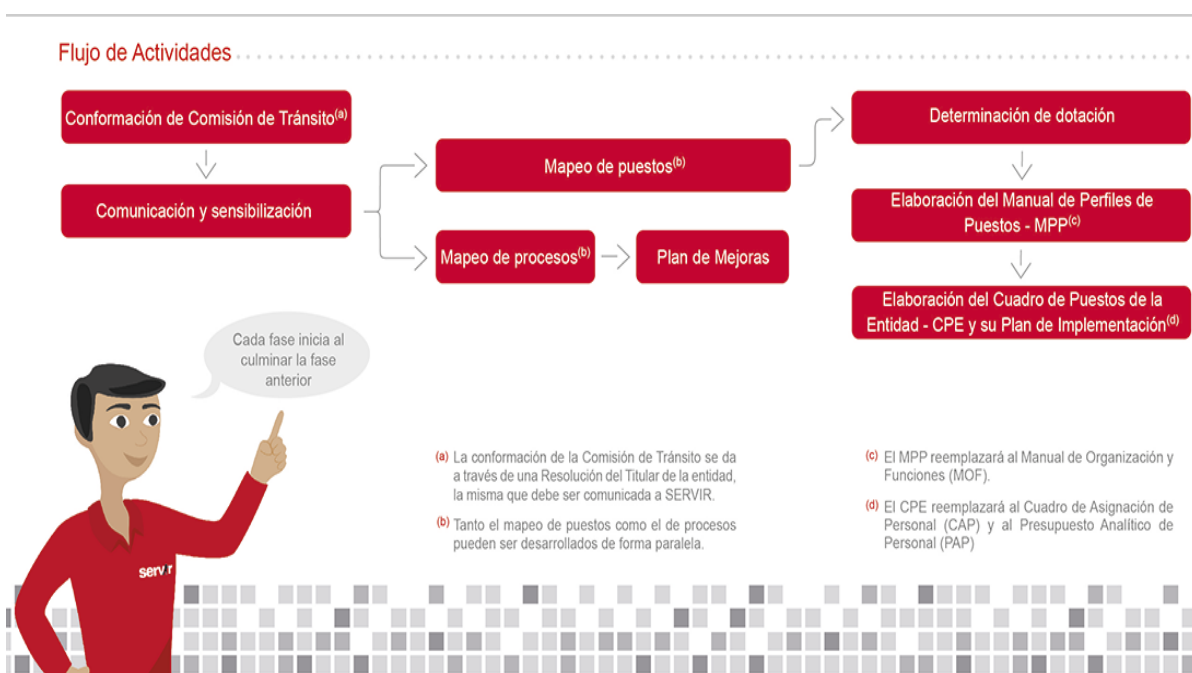 Flujo de Actividades
Conformación de Comisión de Tránsito(a)
Comunicación y sensibilización
Mapeo de puestos(b)
Mapeo de procesos(b)
Plan de Mejoras
Determinación de dotación
Elaboración del Manual de Perfiles de
Puestos - MPP(c)
Elaboración del Cuadro de Puestos de la
Entidad - CPE y su Plan de Implementación(d)
Cada fase inicia al
culminar la fase
anterior
(a) La conformación de la Comisión de Tránsito se da
a través de una Resolución del Titular de la entidad,
la misma que debe ser comunicada a SERVIR.
(b) Tanto el mapeo de puestos como el de procesos
pueden ser desarrollados de forma paralela.
(c) El MPP reemplazará al Manual de Organización y
Funciones (MOF).
(d) El CPE reemplazará al Cuadro de Asignación de
Personal (CAP) y al Presupuesto Analítico de
Personal (PAP)
servir